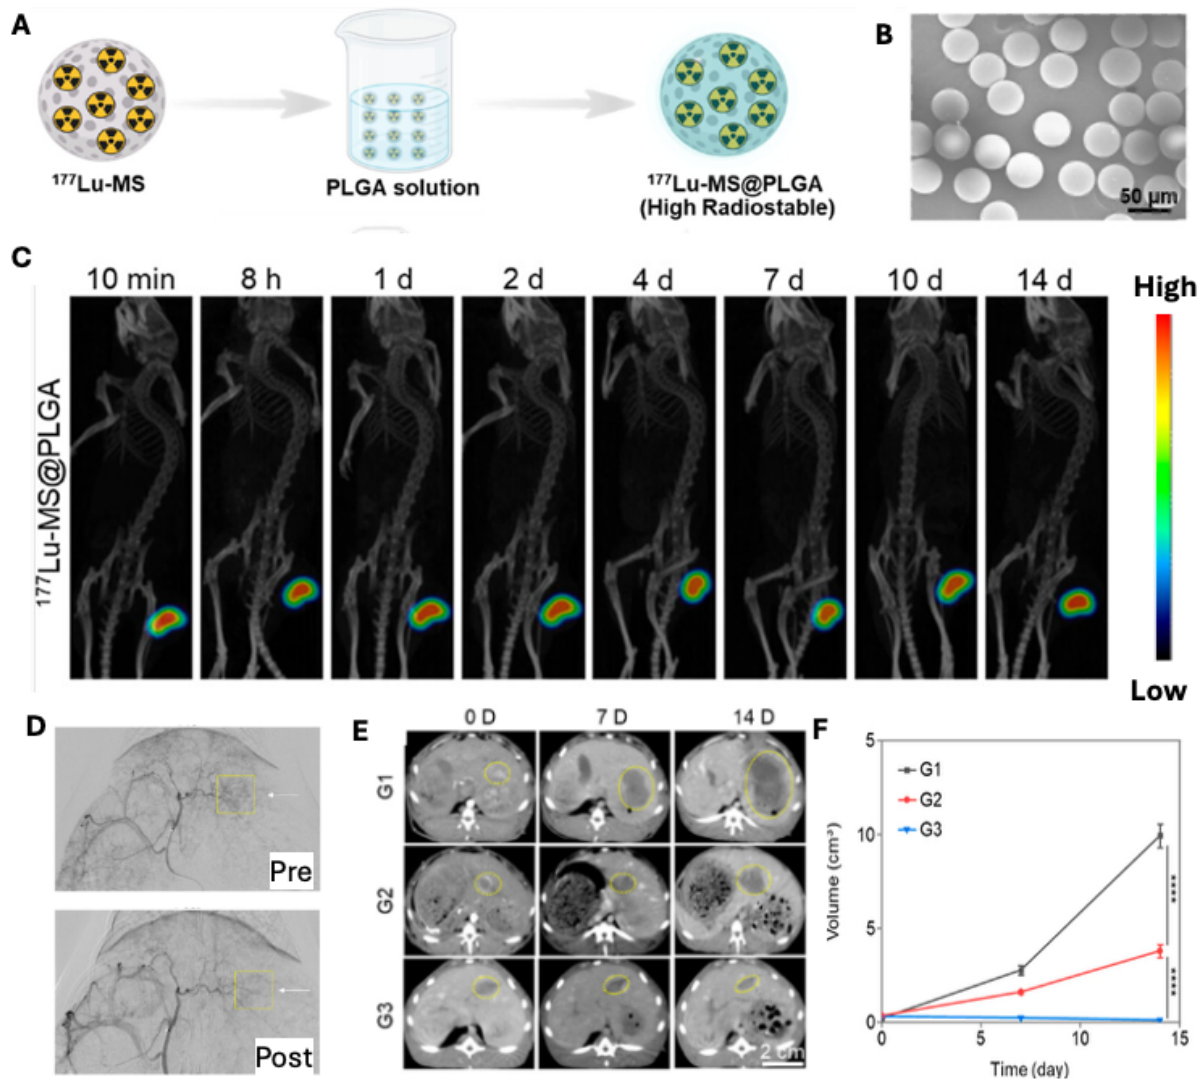 A
¹⁷⁷Lu-MS
PLGA solution
¹⁷⁷Lu-MS@PLGA
(High Radiostable)
B
50 µm
C
10 min
8 h
1 d
2 d
4 d
7 d
10 d
14 d
¹⁷⁷Lu-MS@PLGA
High
Low
D
Pre
Post
E
0 D
7 D
14 D
G1
G2
G3
2 cm
F
Volume (cm³)
5
10
5
0
G1
G2
G3
****
****
0
5
10
15
Time (day)